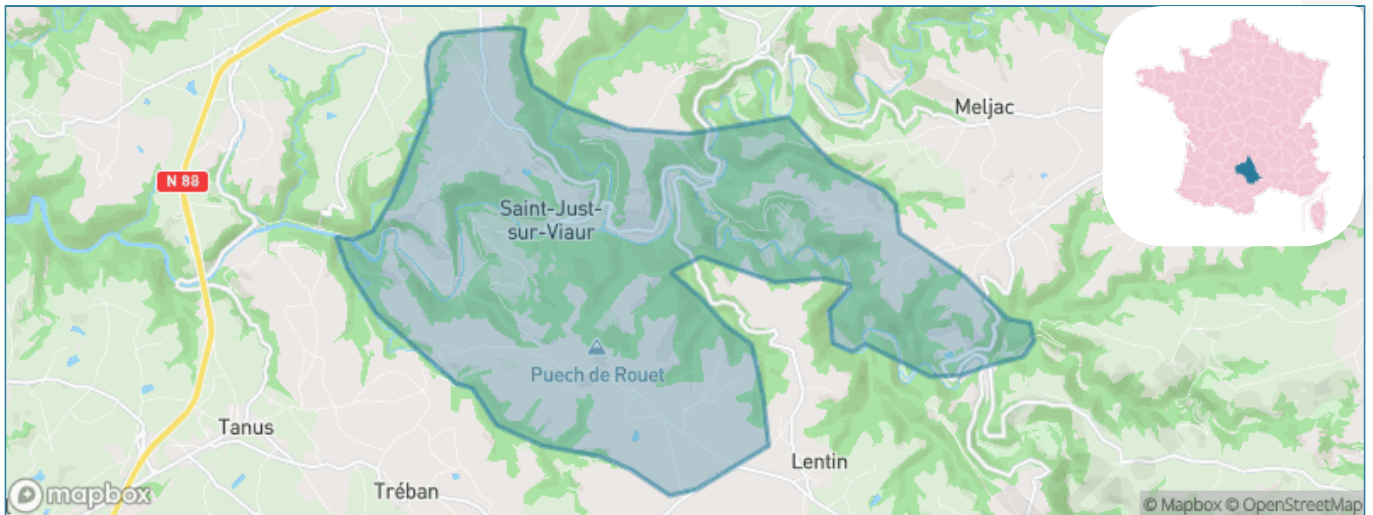 Meljac
N 88
Saint-Just-
sur-Viaur
Puech de Rouet
Tanus
Lentin
Tréban
mapbox
© Mapbox © OpenStreetMap